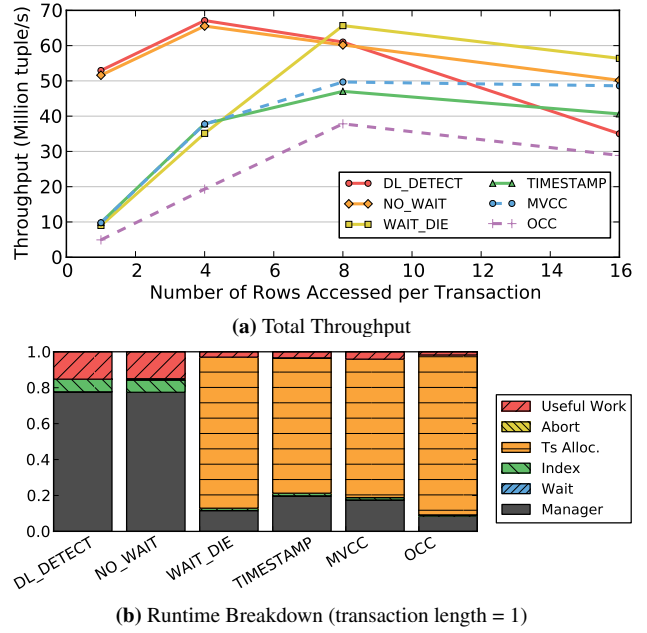 70
60
50
40
30
20
10
0
Throughput (Million tuple/s)
DL_DETECT
NO_WAIT
WAIT_DIE
TIMESTAMP
MVCC
OCC
0 2 4 6 8 10 12 14 16
Number of Rows Accessed per Transaction
(a) Total Throughput
1.0
0.8
0.6
0.4
0.2
0.0
DL_DETECT
NO_WAIT
WAIT_DIE
TIMESTAMP
MVCC
OCC
Useful Work
Abort
Ts Alloc.
Index
Wait
Manager
(b) Runtime Breakdown (transaction length = 1)